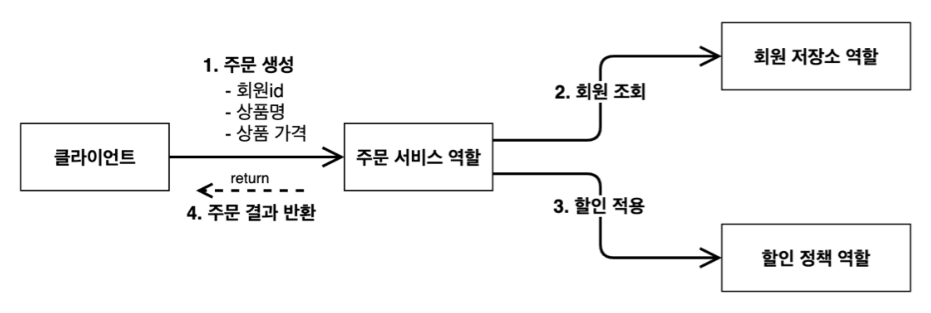 1. 주문 생성
- 회원id
- 상품명
- 상품 가격
클라이언트
주문 서비스 역할
return
4. 주문 결과 반환
2. 회원 조회
회원 저장소 역할
3. 할인 적용
할인 정책 역할